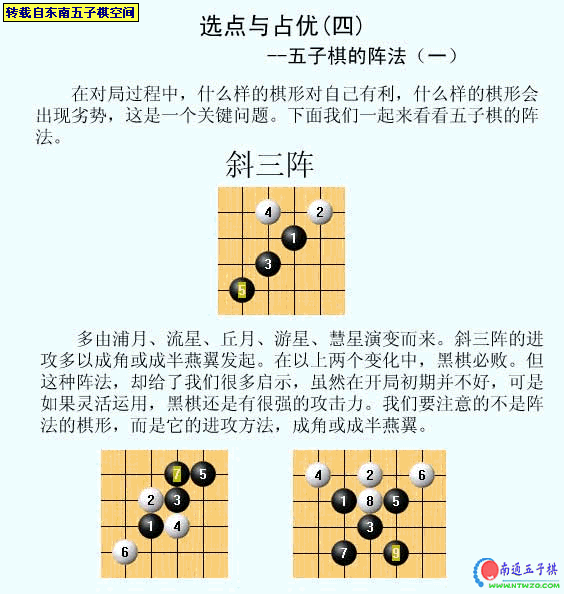 转载自东南五子棋空间
选点与占优(四)
--五子棋的阵法（一）
在对局过程中，什么样的棋形对自己有利，什么样的棋形会
出现劣势，这是一个关键问题。下面我们一起来看看五子棋的阵
法。
斜三阵
4 2
1
3
5
多由浦月、流星、丘月、游星、慧星演变而来。斜三阵的进
攻多以成角或成半燕翼发起。在以上两个变化中，黑棋必败。但
这种阵法，却给了我们很多启示，虽然在开局初期并不好，可是
如果灵活运用，黑棋还是有很强的攻击力。我们要注意的不是阵
法的棋形，而是它的进攻方法，成角或成半燕翼。
7 5
2 3
1 4
6
4 2 6
1 8 5
3
7 9
南通五子棋
WWW.NTWZQ.COM